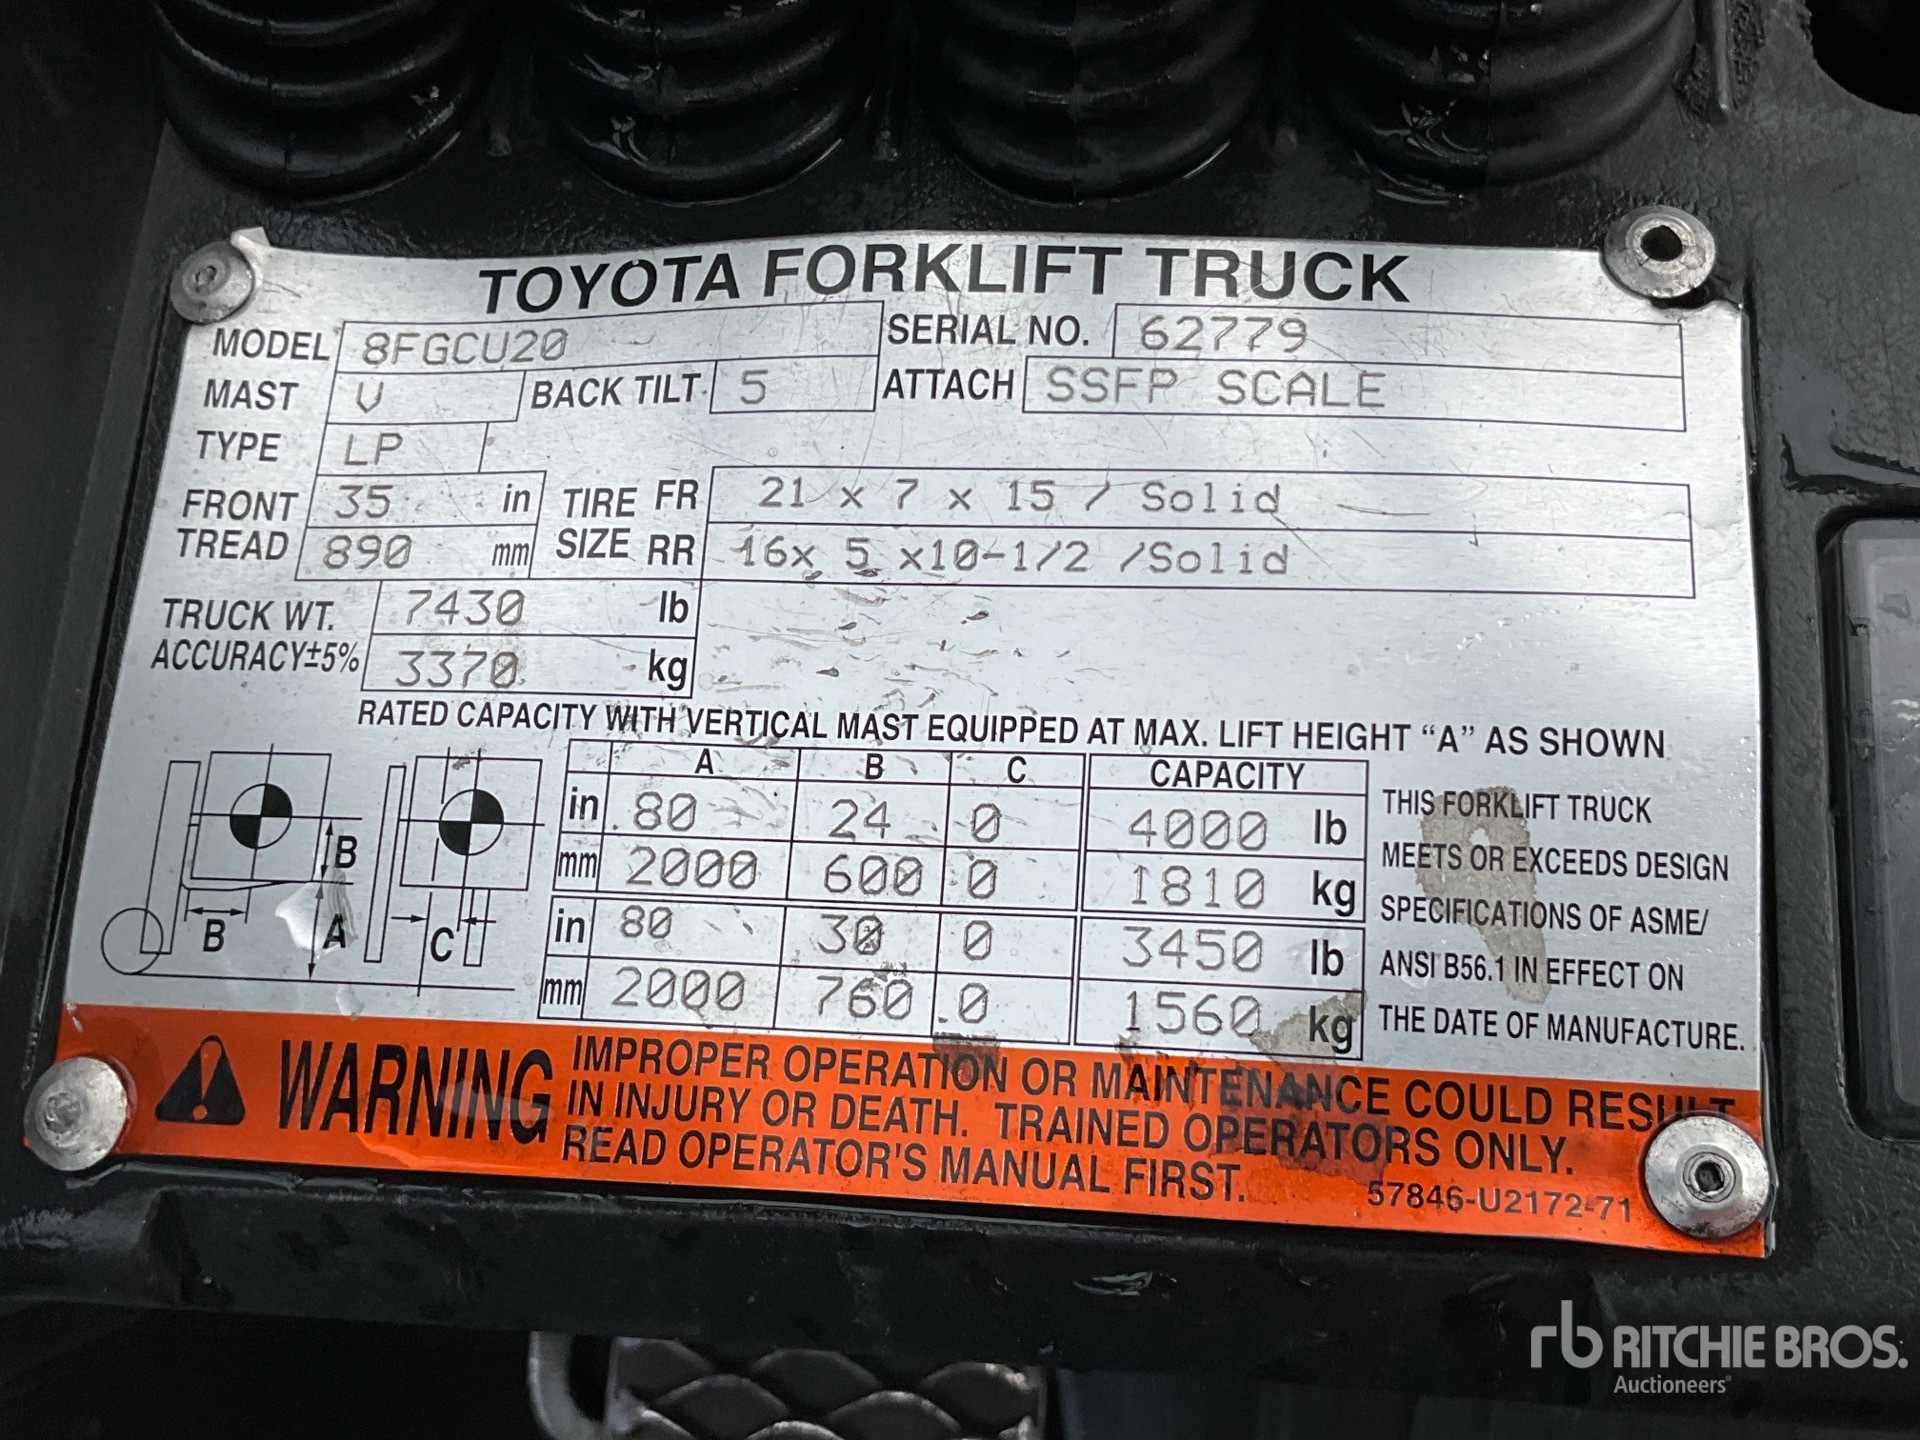 TOYOTA FORKLIFT TRUCK
MODEL 8FGCU20 SERIAL NO. 62779
MAST V BACK TILT 5 ATTACH SSFP SCALE
TYPE LP
FRONT TREAD 35 in TIRE SIZE FR 21 x 7 x 15 / Solid
890 mm RR 16x 5 x10-1/2 /Solid
TRUCK WT. 7430 lb
ACCURACY±5% 3370 kg
RATED CAPACITY WITH VERTICAL MAST EQUIPPED AT MAX. LIFT HEIGHT “A” AS SHOWN
A B C CAPACITY
in 80 24 0 4000 lb
mm 2000 600 0 1810 kg
in 80 30 0 3450 lb
mm 2000 760 0 1560 kg
B
B A C
THIS FORKLIFT TRUCK
MEETS OR EXCEEDS DESIGN
SPECIFICATIONS OF ASME/
ANSI B56.1 IN EFFECT ON
THE DATE OF MANUFACTURE.
WARNING
IMPROPER OPERATION OR MAINTENANCE COULD RESULT
IN INJURY OR DEATH. TRAINED OPERATORS ONLY.
READ OPERATOR'S MANUAL FIRST.
57846-U2172-71
rb RITCHIE BROS.
Auctioneers®